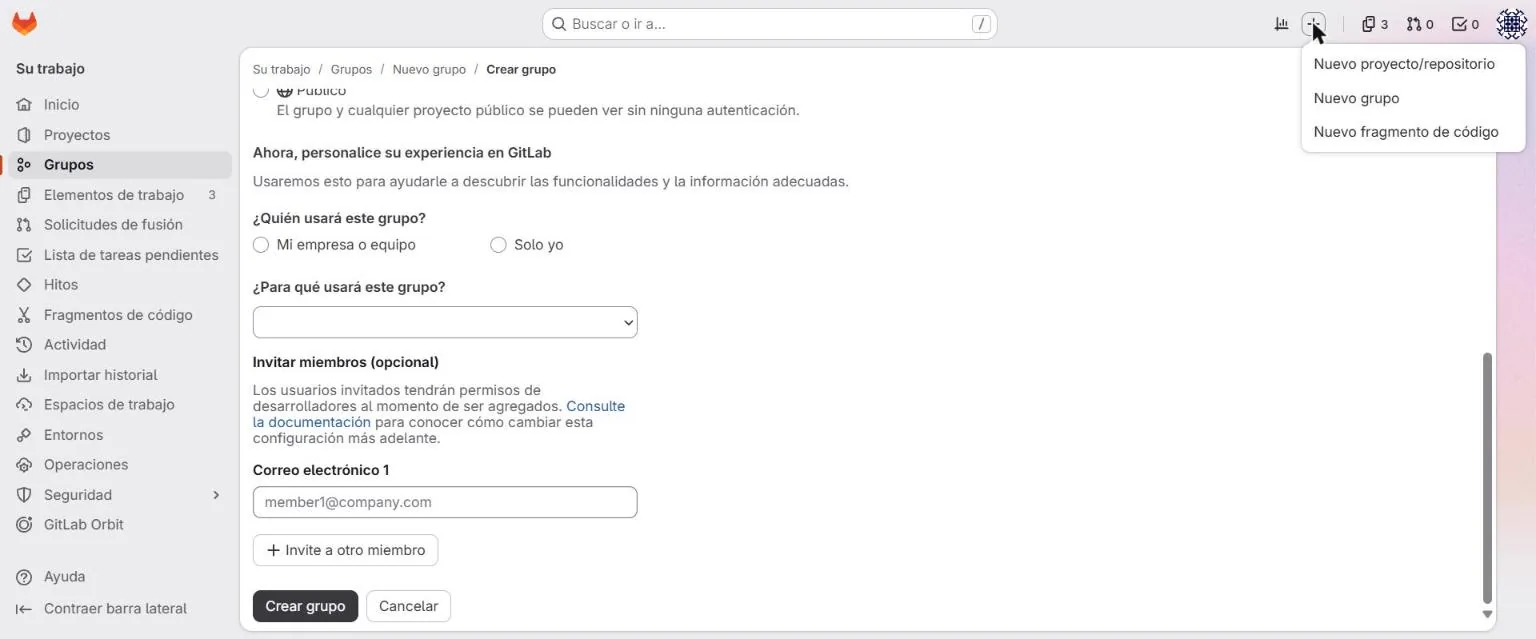 Buscar o ir a...
/
3
0
0
Su trabajo
Inicio
Proyectos
Grupos
Elementos de trabajo 3
Solicitudes de fusión
Lista de tareas pendientes
Hitos
Fragmentos de código
Actividad
Importar historial
Espacios de trabajo
Entornos
Operaciones
Seguridad
GitLab Orbit
Ayuda
Contraer barra lateral
Su trabajo / Grupos / Nuevo grupo / Crear grupo
Público
El grupo y cualquier proyecto público se pueden ver sin ninguna autenticación.
Ahora, personalice su experiencia en GitLab
Usaremos esto para ayudarle a descubrir las funcionalidades y la información adecuadas.
¿Quién usará este grupo?
Mi empresa o equipo
Solo yo
¿Para qué usará este grupo?
Invitar miembros (opcional)
Los usuarios invitados tendrán permisos de
desarrolladores al momento de ser agregados. Consulte
la documentación para conocer cómo cambiar esta
configuración más adelante.
Correo electrónico 1
member1@company.com
Invite a otro miembro
Crear grupo
Cancelar
Nuevo proyecto/repositorio
Nuevo grupo
Nuevo fragmento de código